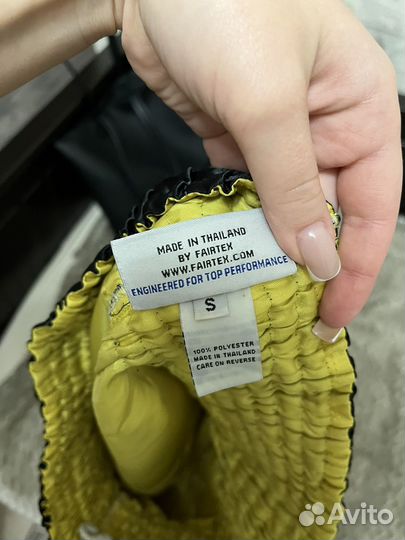 MADE IN THAILAND
BY FAIRTEX
WWW.FAIRTEX.COM
ENGINEERED FOR TOP PERFORMANCE
S
100% POLYESTER
MADE IN THAILAND
CARE ON REVERSE
Avito